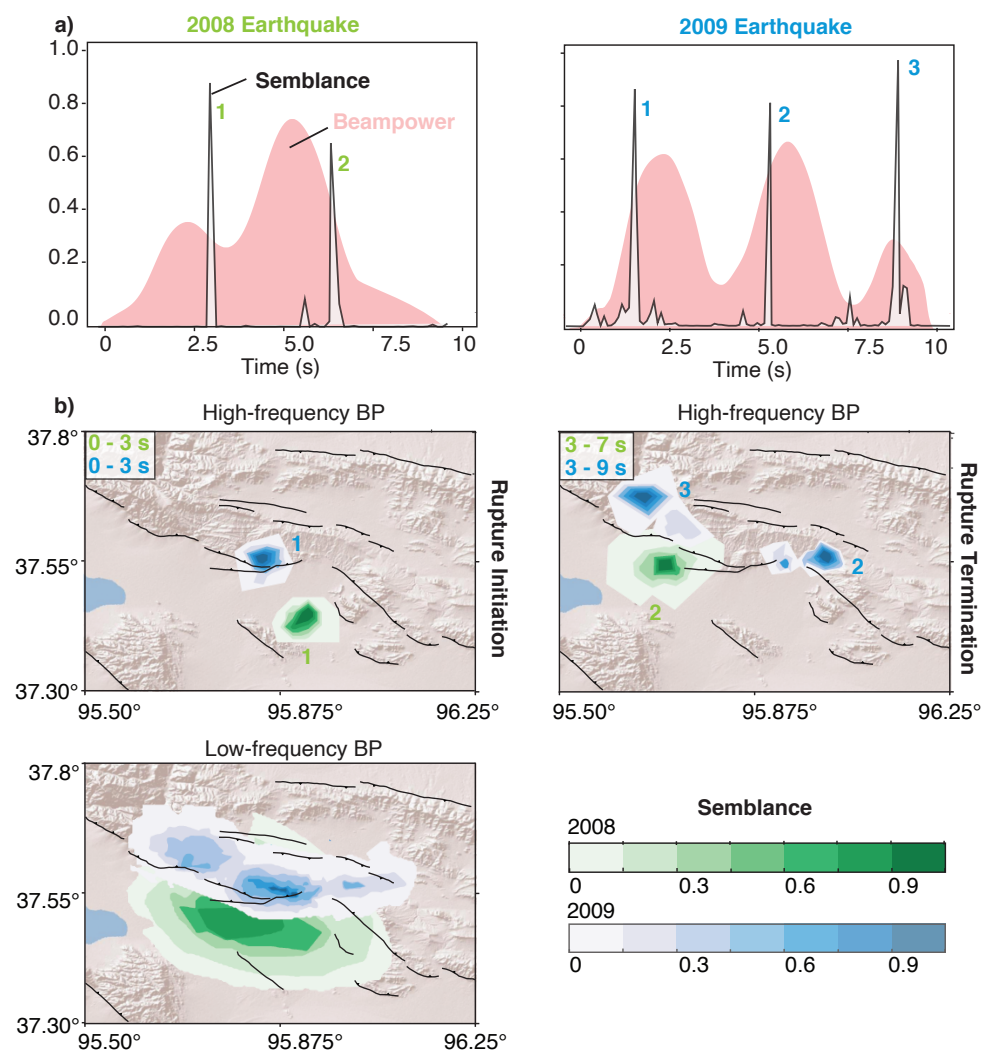 a)
2008 Earthquake
2009 Earthquake
1.0
0.8
0.6
0.4
0.2
0.0
Semblance
1
Beampower
2
0 2.5 5.0 7.5 10
Time (s)
1
2
3
0 2.5 5.0 7.5 10
Time (s)
b)
High-frequency BP
37.8°
37.55°
37.30°
0 - 3 s
0 - 3 s
1
1
95.50° 95.875° 96.25°
Rupture Initiation
High-frequency BP
3 - 7 s
3 - 9 s
3
2
2
95.50° 95.875° 96.25°
Rupture Termination
Low-frequency BP
37.8°
37.55°
37.30°
95.50° 95.875° 96.25°
Semblance
2008
0 0.3 0.6 0.9
2009
0 0.3 0.6 0.9